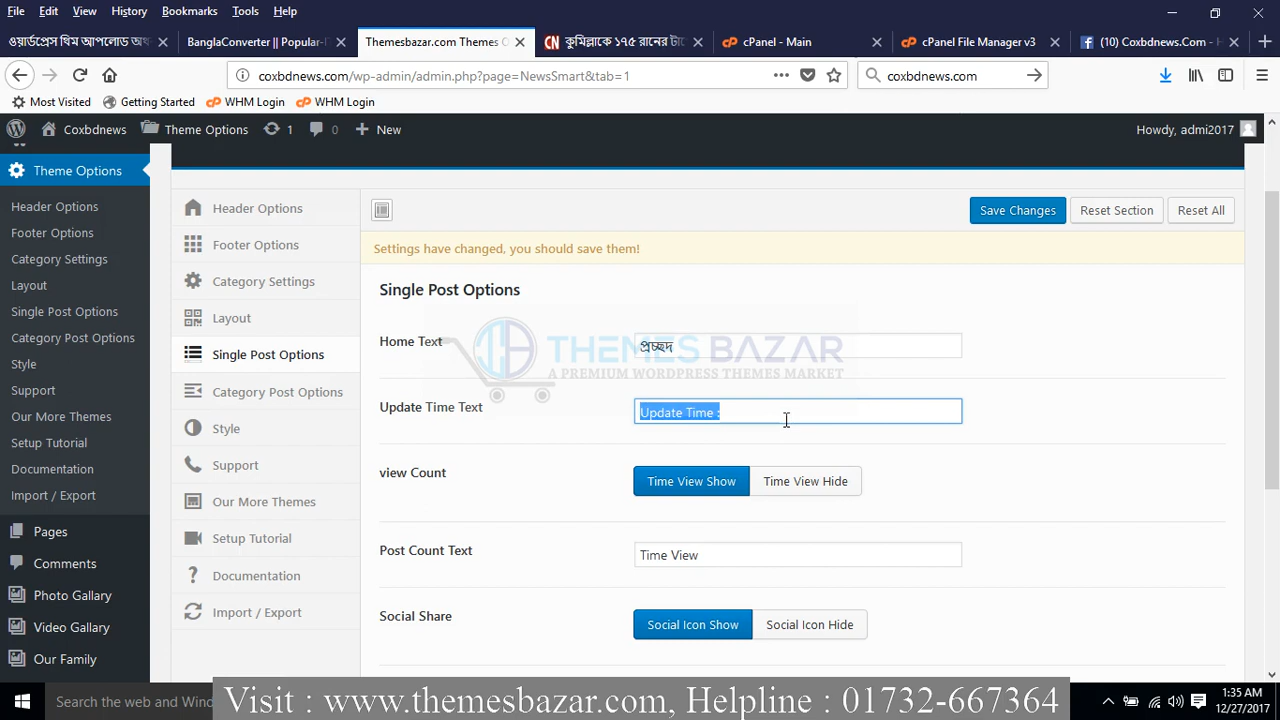 File Edit View History Bookmarks Tools Help
ওয়ার্ডপ্রেস থিম আপলোড অথ
BanglaConverter || Popular-I
Themesbazar.com Themes O
CN কুমিল্লাকে ১৭৫ রানের টা
cP cPanel - Main
cP cPanel File Manager v3
(10) Coxbdnews.Com - H
coxbdnews.com/wp-admin/admin.php?page=NewsSmart&tab=1
coxbdnews.com
Most Visited Getting Started WHM Login WHM Login
Coxbdnews Theme Options 1 0 New Howdy, admi2017
Theme Options
Header Options
Footer Options
Category Settings
Layout
Single Post Options
Category Post Options
Style
Support
Our More Themes
Setup Tutorial
Documentation
Import / Export
Pages
Comments
Photo Gallary
Video Gallary
Our Family
Header Options
Footer Options
Category Settings
Layout
Single Post Options
Category Post Options
Style
Support
Our More Themes
Setup Tutorial
Documentation
Import / Export
Save Changes Reset Section Reset All
Settings have changed, you should save them!
Single Post Options
Home Text প্রচ্ছদ
THEMES BAZAR
A PREMIUM WORDPRESS THEMES MARKET
Update Time Text Update Time :
view Count Time View Show Time View Hide
Post Count Text Time View
Social Share Social Icon Show Social Icon Hide
Search the web and Wind
Visit : www.themesbazar.com, Helpline : 01732-667364
1:35 AM
12/27/2017